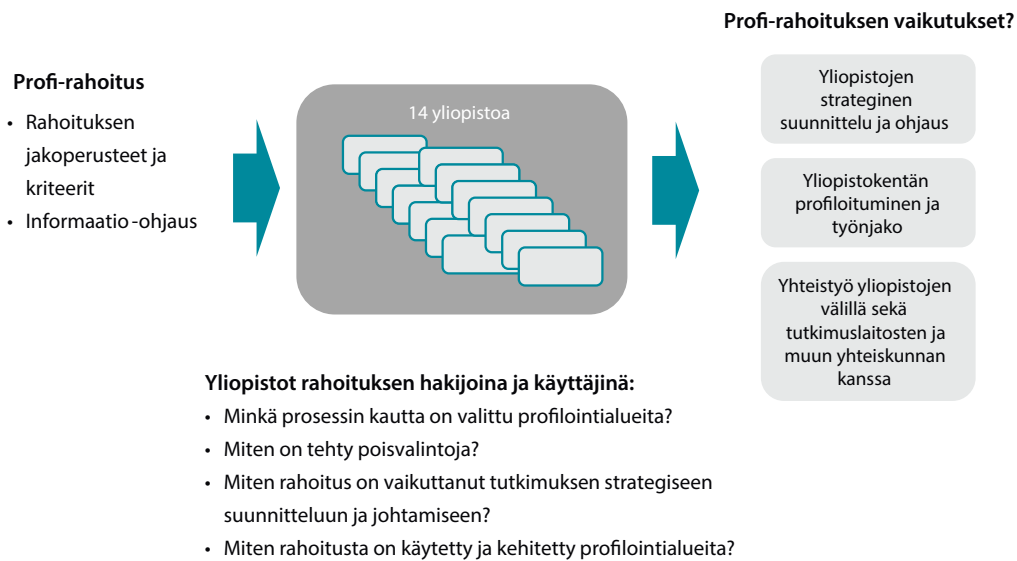 Profi-rahoitus
• Rahoituksen
jakoperusteet ja
kriteerit
• Informaatio-ohjaus
14 yliopistoa
Profi-rahoituksen vaikutukset?
Yliopistojen
strateginen
suunnittelu ja ohjaus
Yliopistokentän
profiloituminen ja
työnjako
Yhteistyö yliopistojen
välillä sekä
tutkimuslaitosten ja
muun yhteiskunnan
kanssa
Yliopistot rahoituksen hakijoina ja käyttäjinä:
• Minkä prosessin kautta on valittu profilointialueita?
• Miten on tehty poisvalintoja?
• Miten rahoitus on vaikuttanut tutkimuksen strategiseen
suunnitteluun ja johtamiseen?
• Miten rahoitusta on käytetty ja kehitetty profilointialueita?